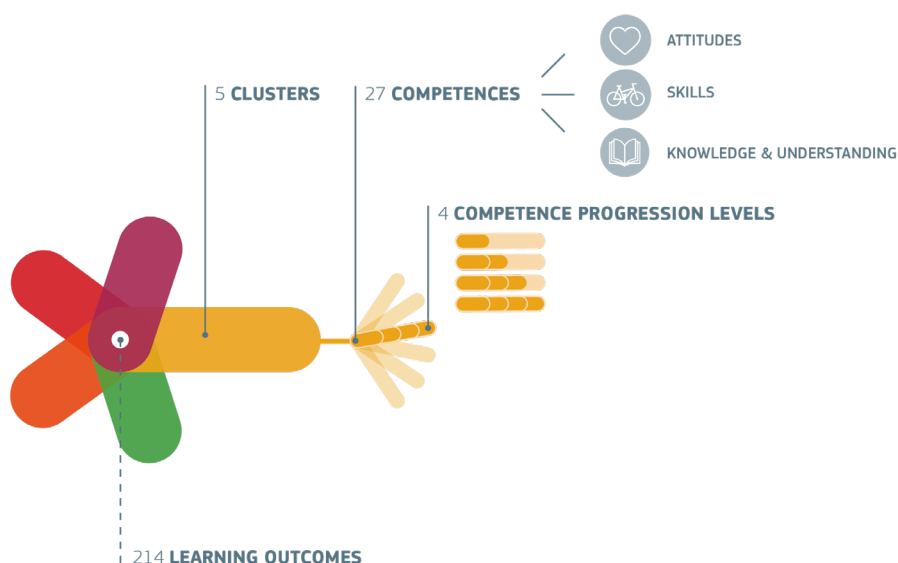 ATTITUDES
5 CLUSTERS
27 COMPETENCES
SKILLS
KNOWLEDGE & UNDERSTANDING
4 COMPETENCE PROGRESSION LEVELS
214 LEARNING OUTCOMES